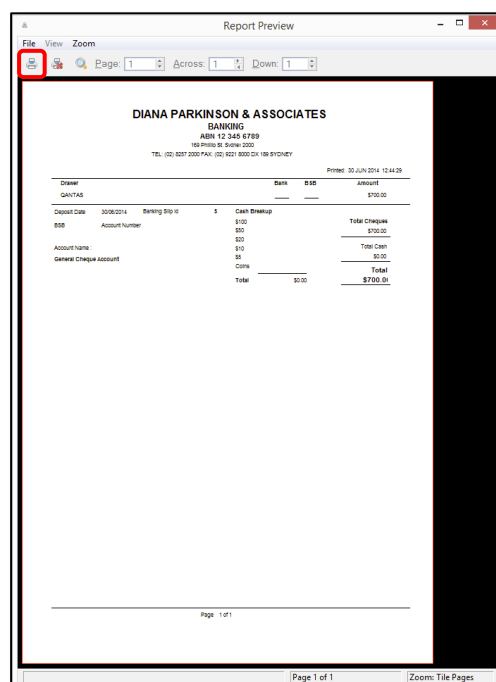 Report Preview
File View Zoom
Page: 1 Across: 1 Down: 1
DIANA PARKINSON & ASSOCIATES
BANKING
ABN 12 345 6789
169 Phillip St. Sydney 2000
TEL: (02) 8257 2000 FAX: (02) 9221 8000 DX 189 SYDNEY
Printed: 30 JUN 2014 12:44:29
Drawer Bank BSB Amount
QANTAS $700.00
Deposit Date 30/06/2014 Banking Slip Id 5 Cash Breakup
$100 Total Cheques
BSB Account Number $50 $700.00
$20
Account Name : $10 Total Cash
General Cheque Account $5 $0.00
Coins Total
Total $0.00 $700.0
Page 1 of 1
Page 1 of 1 Zoom: Tile Pages